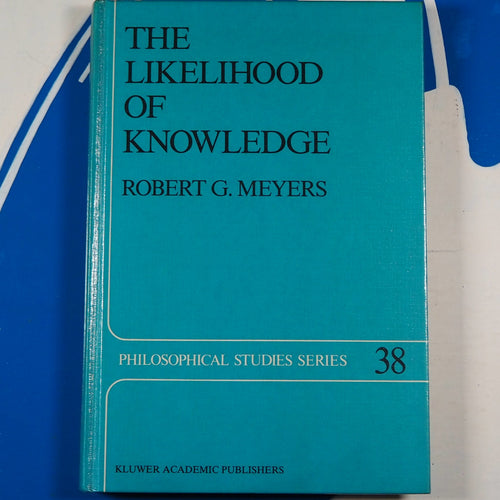 THE
LIKELIHOOD
OF
KNOWLEDGE
ROBERT G. MEYERS
PHILOSOPHICAL STUDIES SERIES 38
KLUWER ACADEMIC PUBLISHERS